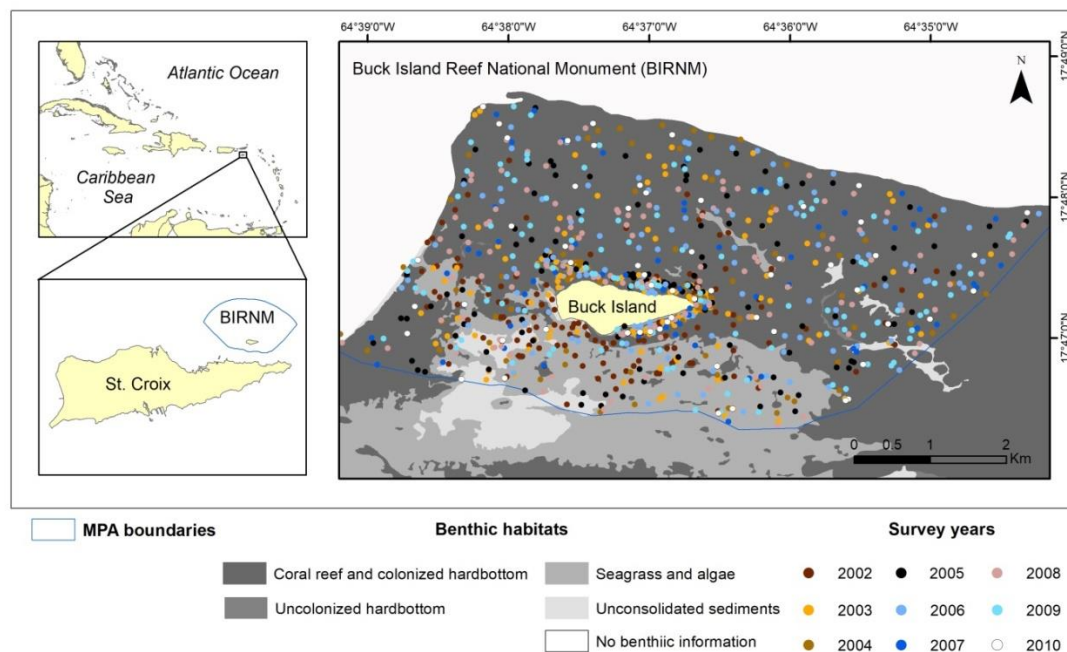 Atlantic Ocean
Caribbean
Sea
BIRNM
St. Croix
64°39'0"W 64°38'0"W 64°37'0"W 64°36'0"W 64°35'0"W
Buck Island Reef National Monument (BIRNM)
N
17°49'0"N
17°48'0"N
17°47'0"N
Buck Island
0 0.5 1 2
Km
MPA boundaries
Benthic habitats
Coral reef and colonized hardbottom
Uncolonized hardbottom
Seagrass and algae
Unconsolidated sediments
No benthiic information
Survey years
2002 2005 2008
2003 2006 2009
2004 2007 2010